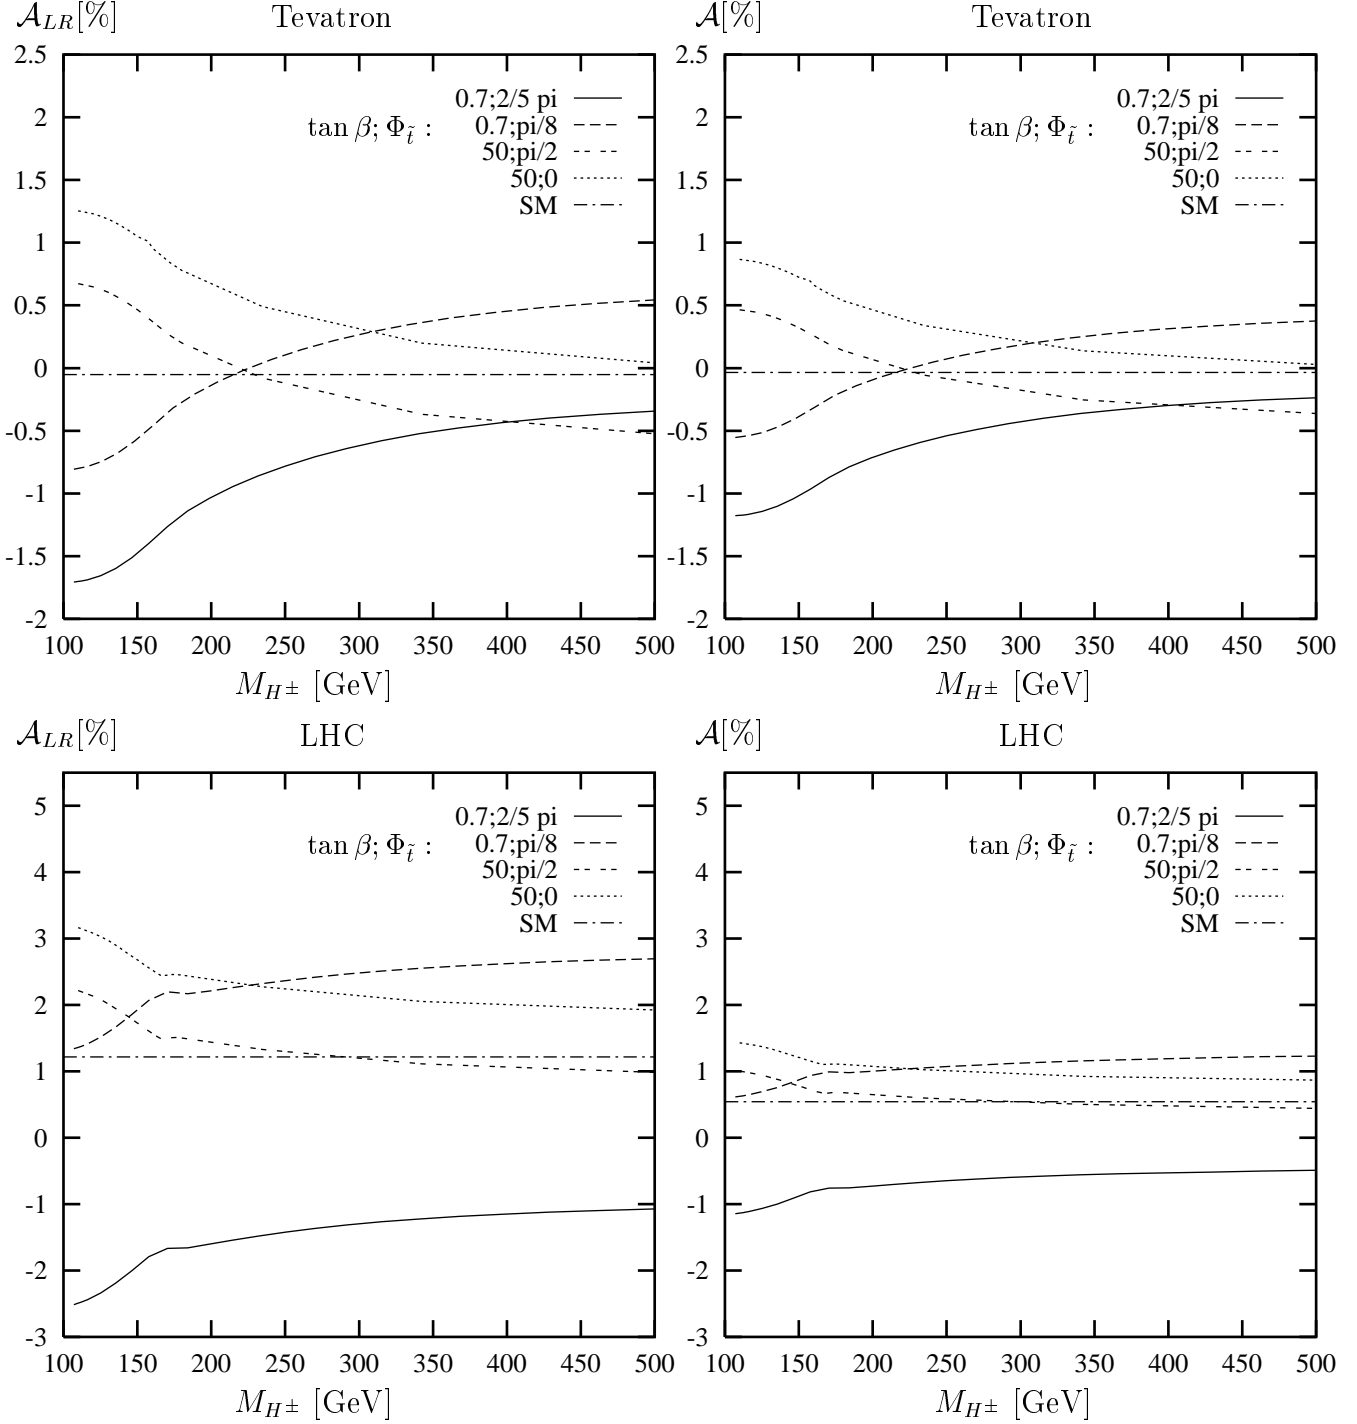 𝒜_LR[%] Tevatron
2.5
2
1.5
1
0.5
0
-0.5
-1
-1.5
-2
0.7;2/5 pi
tan β; Φ_t̃ : 0.7;pi/8
50;pi/2
50;0
SM
100 150 200 250 300 350 400 450 500
M_H± [GeV]
𝒜[%] Tevatron
2.5
2
1.5
1
0.5
0
-0.5
-1
-1.5
-2
0.7;2/5 pi
tan β; Φ_t̃ : 0.7;pi/8
50;pi/2
50;0
SM
100 150 200 250 300 350 400 450 500
M_H± [GeV]
𝒜_LR[%] LHC
5
4
3
2
1
0
-1
-2
-3
0.7;2/5 pi
tan β; Φ_t̃ : 0.7;pi/8
50;pi/2
50;0
SM
100 150 200 250 300 350 400 450 500
M_H± [GeV]
𝒜[%] LHC
5
4
3
2
1
0
-1
-2
-3
0.7;2/5 pi
tan β; Φ_t̃ : 0.7;pi/8
50;pi/2
50;0
SM
100 150 200 250 300 350 400 450 500
M_H± [GeV]